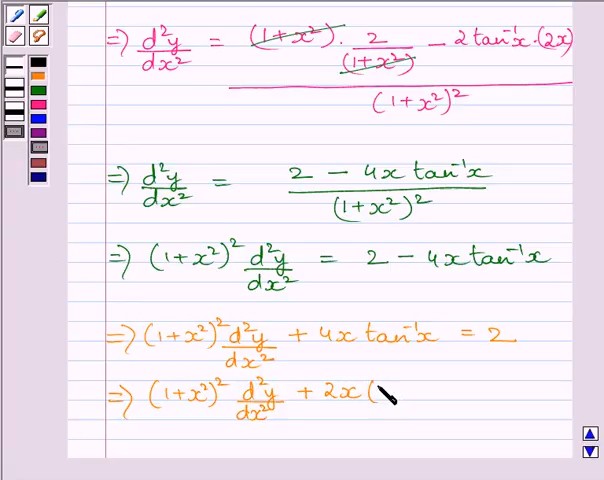 ⇒ d²y/dx² = ((1+x²) · 2/(1+x²) − 2 tan⁻¹x · (2x))/(1+x²)²
⇒ d²y/dx² = (2 − 4x tan⁻¹x)/(1+x²)²
⇒ (1+x²)² d²y/dx² = 2 − 4x tan⁻¹x
⇒ (1+x²)² d²y/dx² + 4x tan⁻¹x = 2
⇒ (1+x²)² d²y/dx² + 2x (